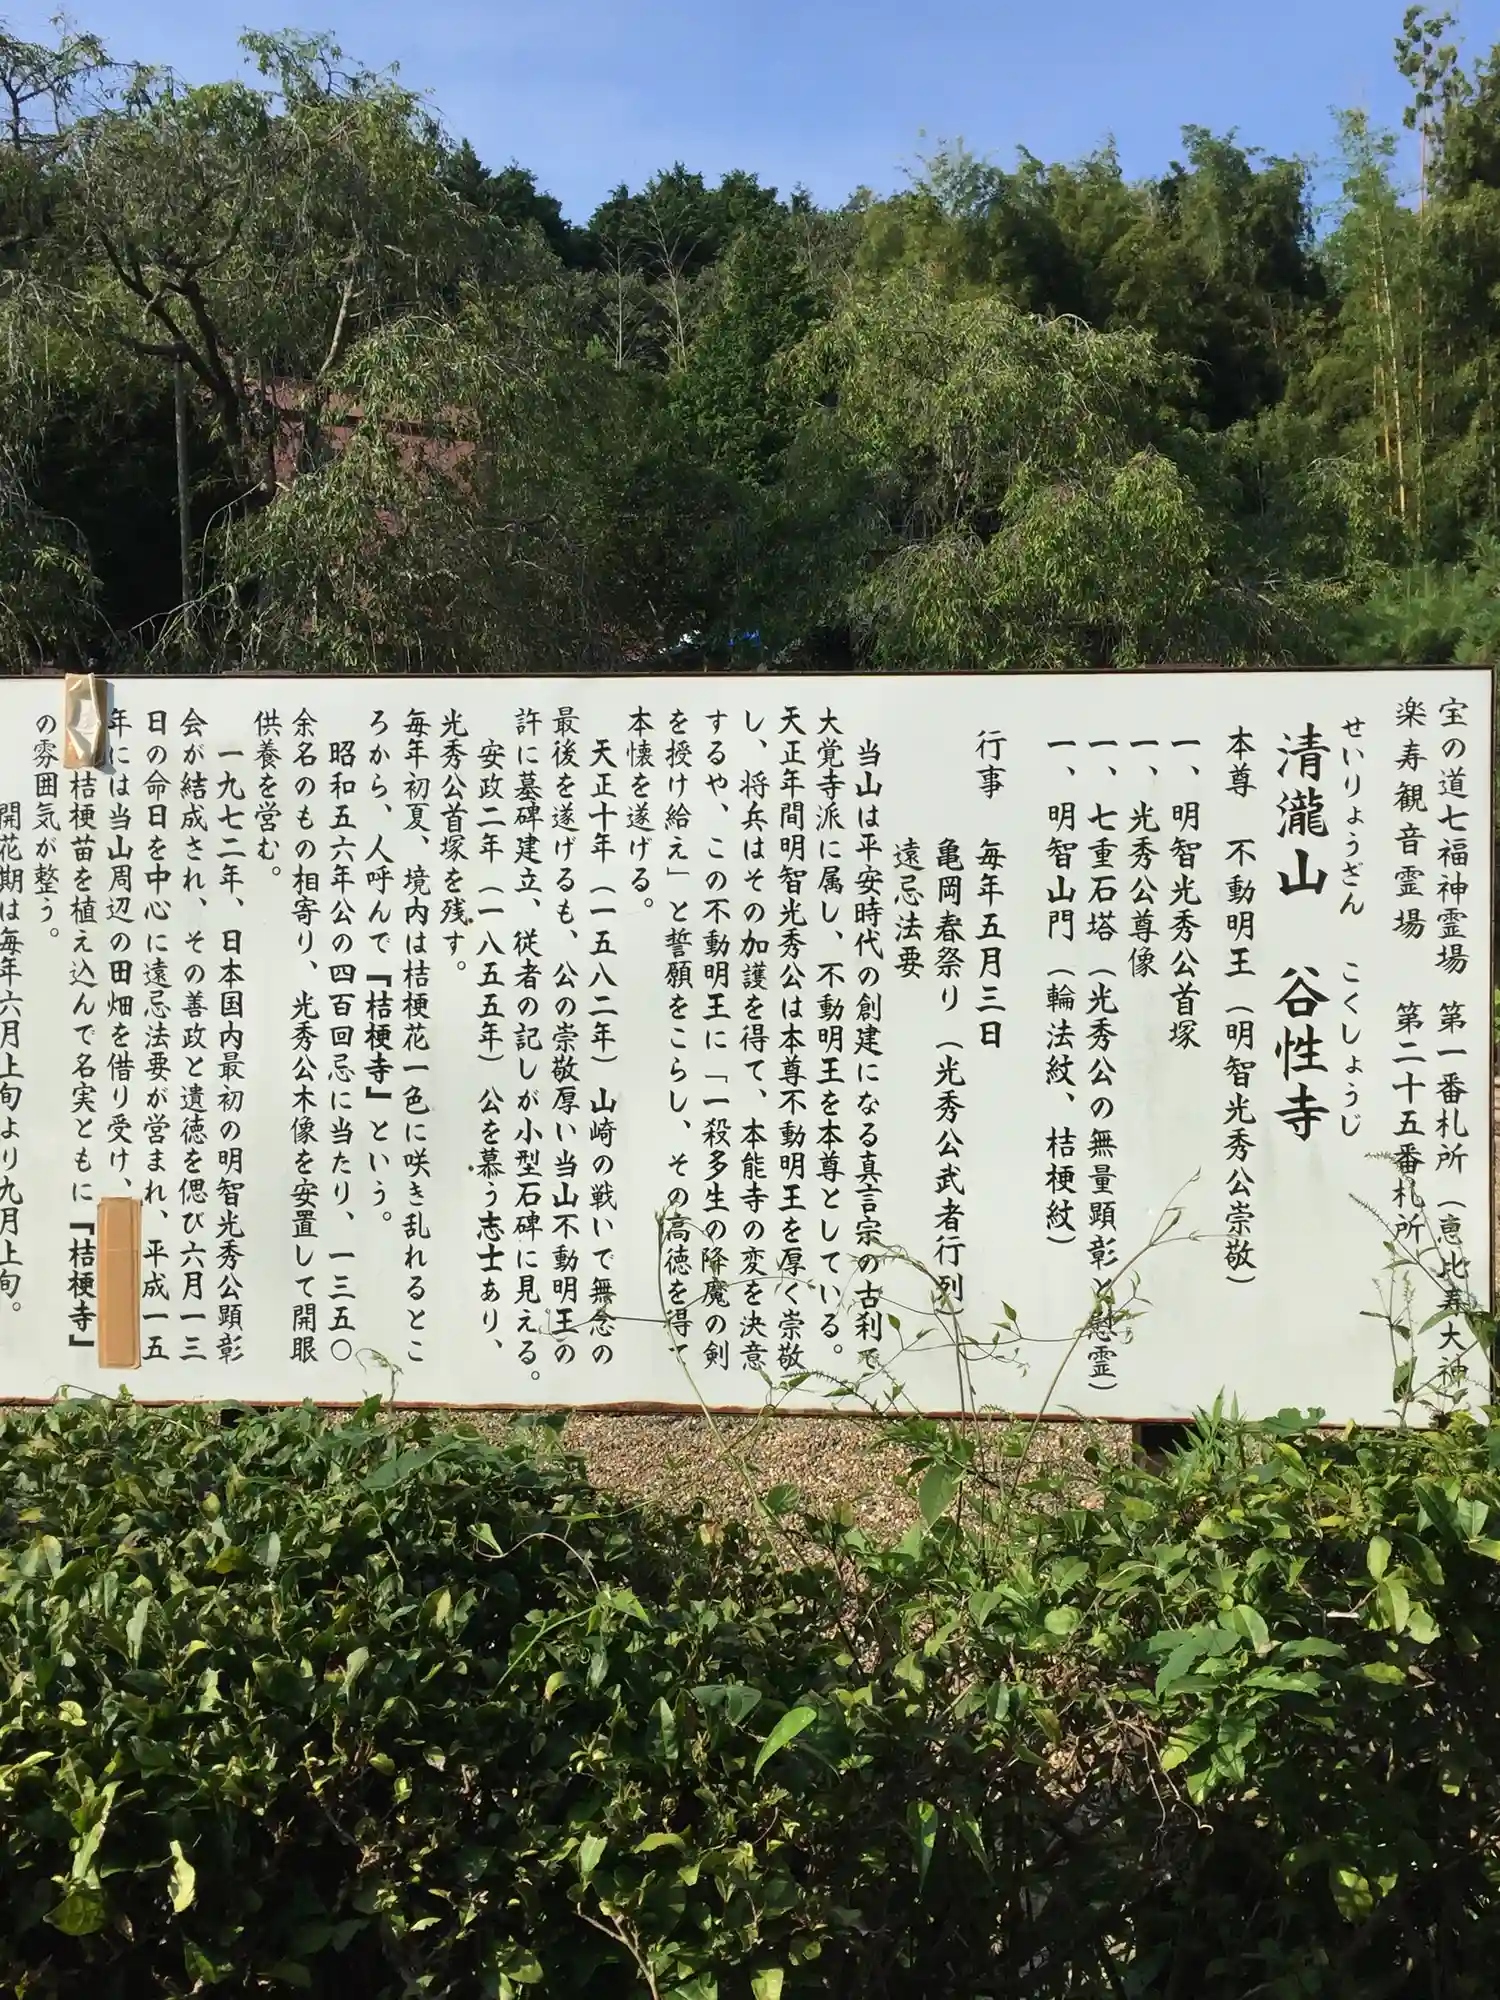 宝の道七福神霊場　第一番札所（恵比寿大神
楽寿観音霊場　第二十五番札所
せいりょうざん　こくしょうじ
清瀧山　谷性寺
本尊　不動明王（明智光秀公崇敬）
一、明智光秀公首塚
一、光秀公尊像
一、七重石塔（光秀公の無量顕彰と慰霊）
一、明智山門（輪法紋、桔梗紋）
行事　毎年五月三日
亀岡春祭り（光秀公武者行列）
遠忌法要
当山は平安時代の創建になる真言宗の古刹で
大覚寺派に属し、不動明王を本尊としている。
天正年間明智光秀公は本尊不動明王を厚く崇敬
し、将兵はその加護を得て、本能寺の変を決意
するや、この不動明王に「一殺多生の降魔の剣
を授け給え」と誓願をこらし、その高徳を得て
本懐を遂げる。
天正十年（一五八二年）山崎の戦いで無念の
最後を遂げるも、公の崇敬厚い当山不動明王の
許に墓碑建立、従者の記しが小型石碑に見える。
安政二年（一八五五年）公を慕う志士あり、
光秀公首塚を残す。
毎年初夏、境内は桔梗花一色に咲き乱れるとこ
ろから、人呼んで『桔梗寺』という。
昭和五六年公の四百回忌に当たり、一三五〇
余名のもの相寄り、光秀公木像を安置して開眼
供養を営む。
一九七二年、日本国内最初の明智光秀公顕彰
会が結成され、その善政と遺徳を偲び六月一三
日の命日を中心に遠忌法要が営まれ、平成一五
年には当山周辺の田畑を借り受け、
桔梗苗を植え込んで名実ともに『桔梗寺』
の雰囲気が整う。
開花期は毎年六月上旬より九月上旬。